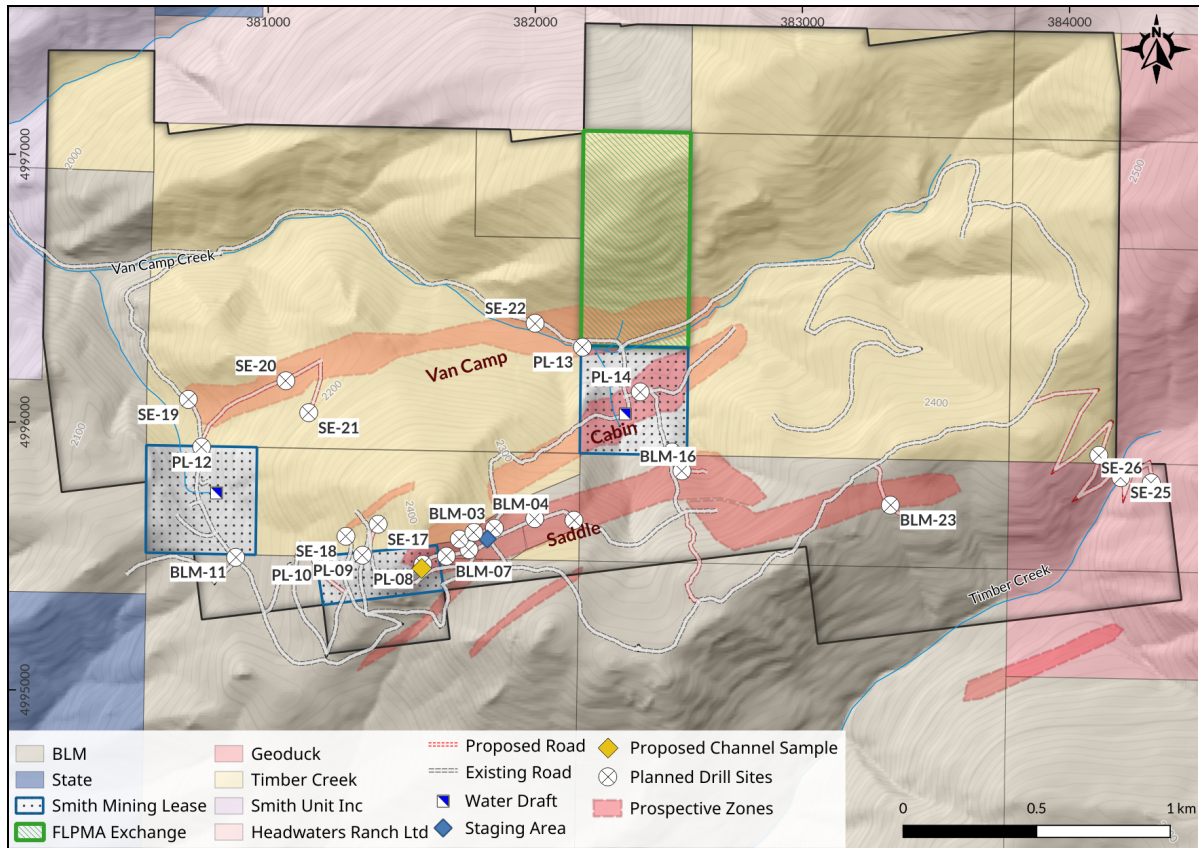 381000
382000
383000
384000
N
4997000
4996000
4995000
2000
2500
Van Camp Creek
SE-22
PL-13
SE-20
Van Camp
PL-14
2200
SE-19
SE-21
2400
2100
Cabin
PL-12
BLM-16
SE-26
SE-25
2400
BLM-03
BLM-04
BLM-23
SE-17
Saddle
SE-18
BLM-11
PL-10
PL-09
PL-08
BLM-07
Timber Creek
BLM
State
Smith Mining Lease
FLPMA Exchange
Geoduck
Timber Creek
Smith Unit Inc
Headwaters Ranch Ltd
Proposed Road
Existing Road
Water Draft
Staging Area
Proposed Channel Sample
Planned Drill Sites
Prospective Zones
0
0.5
1 km